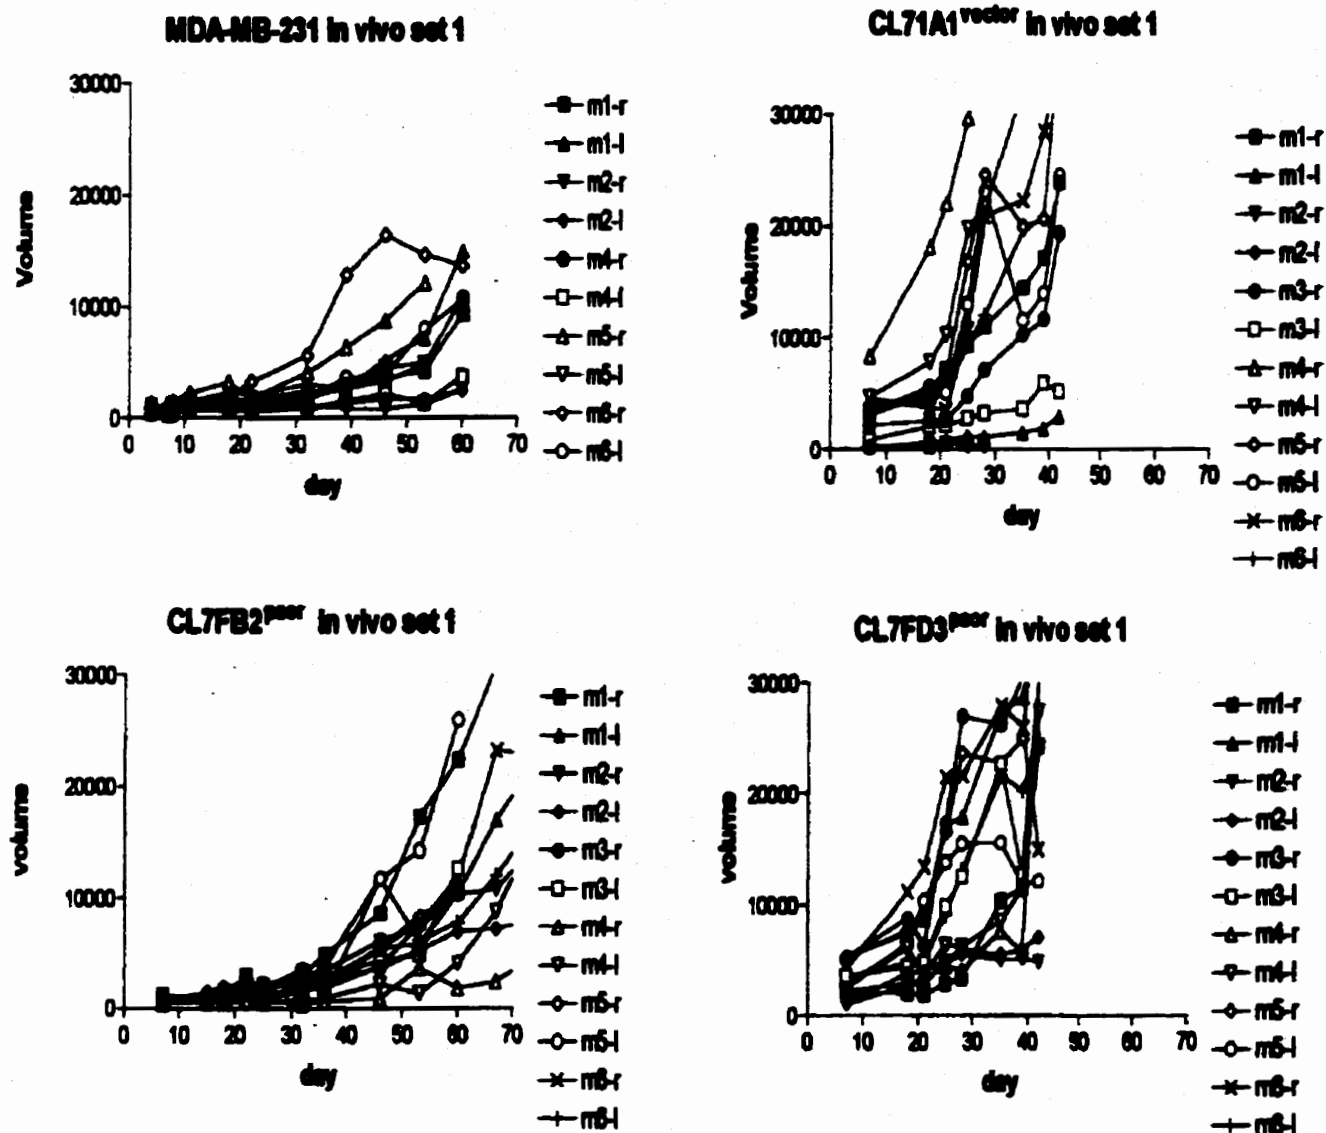 MDA-MB-231 in vivo set 1
30000
20000
10000
0
Volume
0 10 20 30 40 50 60 70
day
m1-r
m1-l
m2-r
m2-l
m4-r
m4-l
m5-r
m5-l
m6-r
m6-l
CL71A1vector in vivo set 1
30000
20000
10000
0
Volume
0 10 20 30 40 50 60 70
day
m1-r
m1-l
m2-r
m2-l
m3-r
m3-l
m4-r
m4-l
m5-r
m5-l
m6-r
m6-l
CL7FB2paor in vivo set 1
30000
20000
10000
0
volume
0 10 20 30 40 50 60 70
day
m1-r
m1-l
m2-r
m2-l
m3-r
m3-l
m4-r
m4-l
m5-r
m5-l
m6-r
m6-l
CL7FD3paor in vivo set 1
30000
20000
10000
0
volume
0 10 20 30 40 50 60 70
day
m1-r
m1-l
m2-r
m2-l
m3-r
m3-l
m4-r
m4-l
m5-r
m5-l
m6-r
m6-l